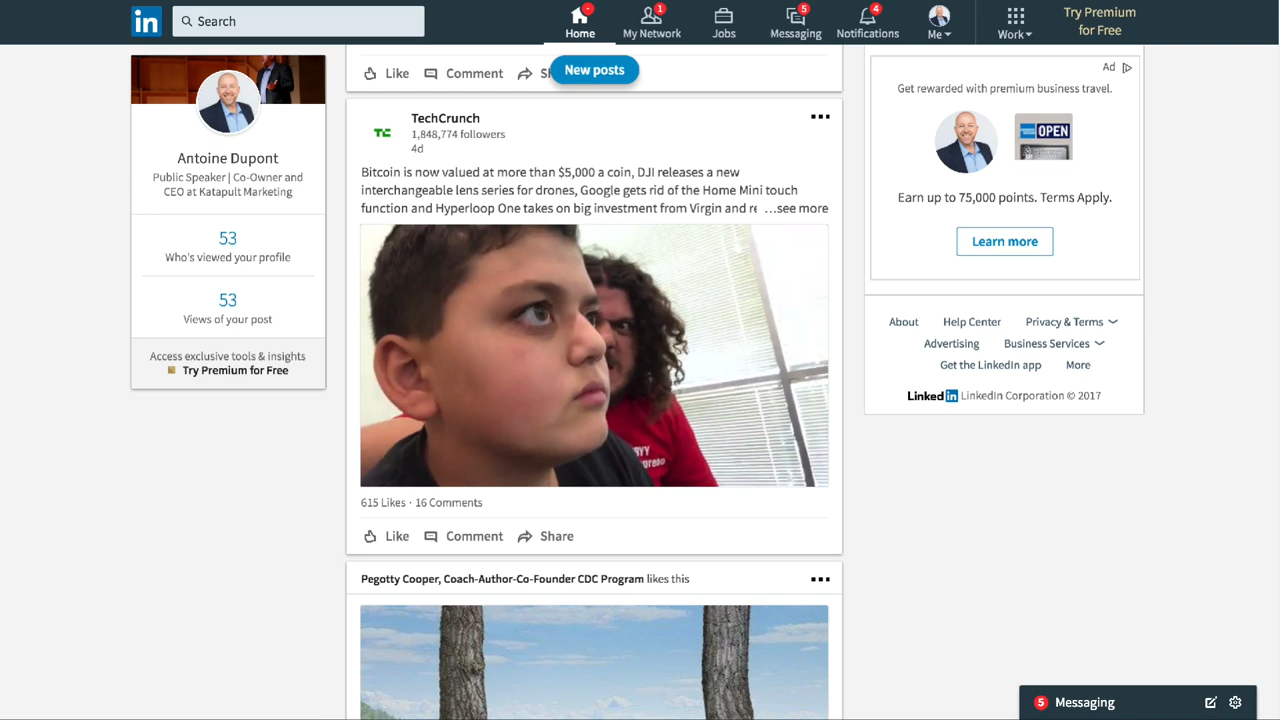 in
Search
Home
1
My Network
Jobs
5
Messaging
4
Notifications
Me
Work
Try Premium
for Free
Antoine Dupont
Public Speaker | Co-Owner and
CEO at Katapult Marketing
53
Who's viewed your profile
53
Views of your post
Access exclusive tools & insights
Try Premium for Free
Like
Comment
New posts
TechCrunch
1,848,774 followers
4d
Bitcoin is now valued at more than $5,000 a coin, DJI releases a new
interchangeable lens series for drones, Google gets rid of the Home Mini touch
function and Hyperloop One takes on big investment from Virgin and re ...see more
615 Likes · 16 Comments
Like
Comment
Share
Pegotty Cooper, Coach-Author-Co-Founder CDC Program likes this
Ad
Get rewarded with premium business travel.
OPEN
Earn up to 75,000 points. Terms Apply.
Learn more
About
Help Center
Privacy & Terms
Advertising
Business Services
Get the LinkedIn app
More
Linked in LinkedIn Corporation © 2017
5 Messaging